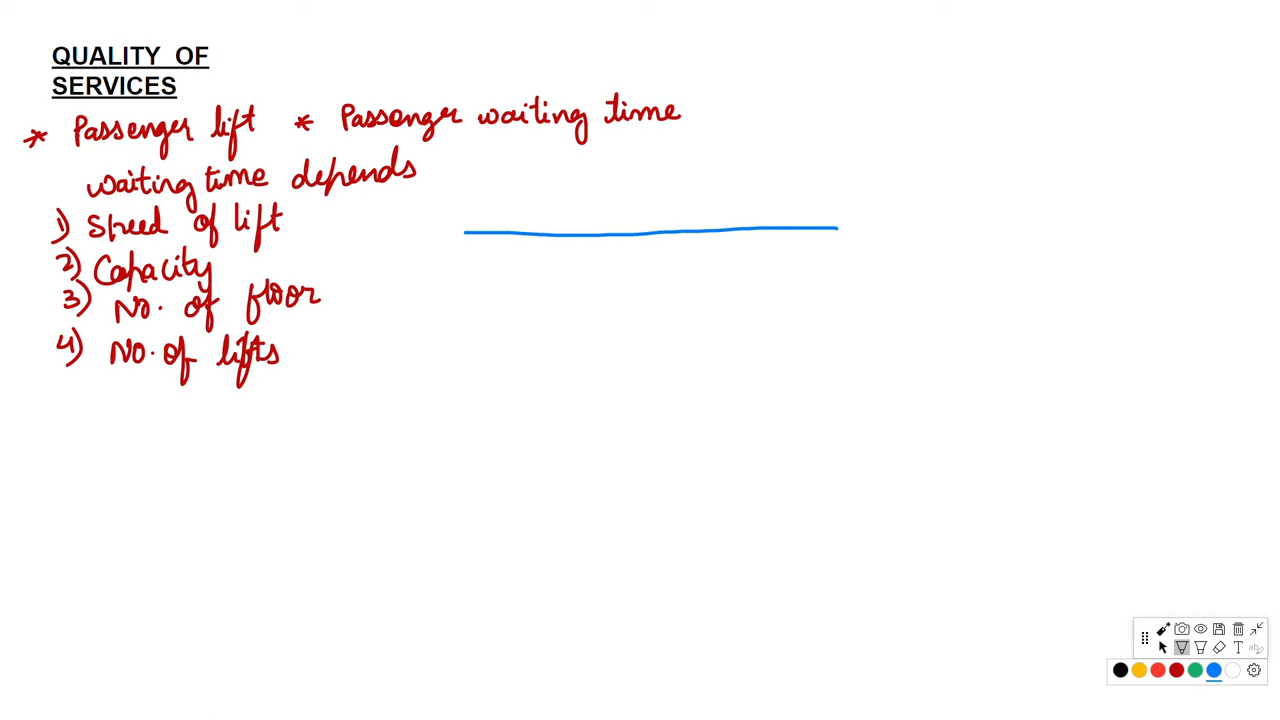 QUALITY OF
SERVICES
* Passenger lift * Passenger waiting time
waiting time depends
1) Speed of lift
2) Capacity
3) No. of floor
4) No. of lifts
T ab